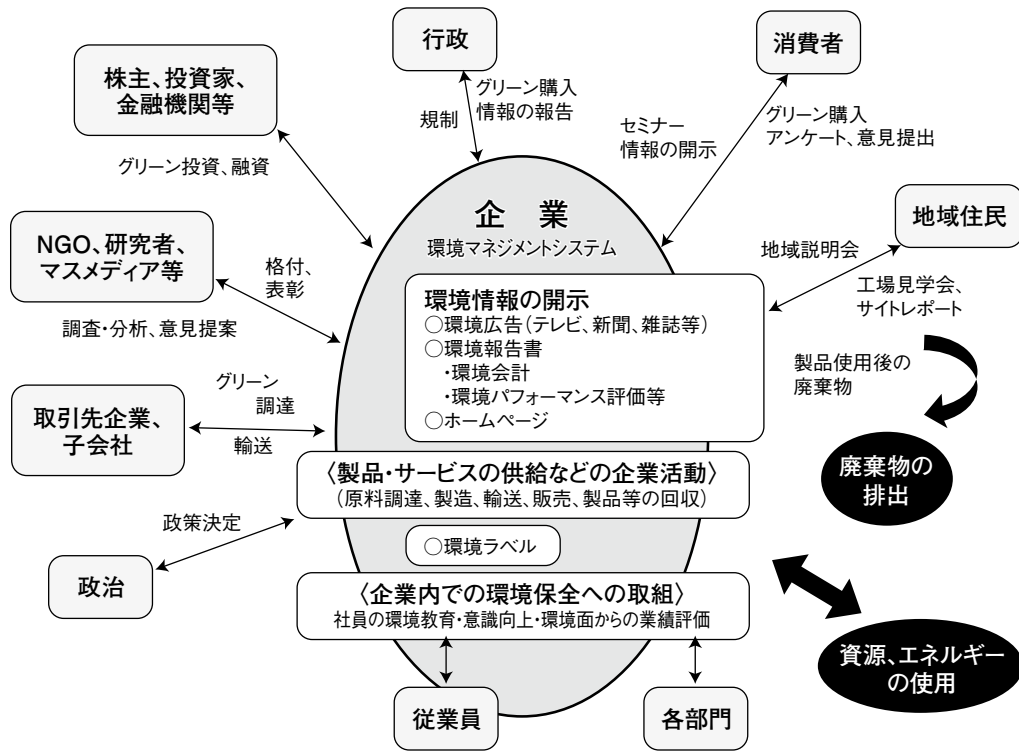 行政
消費者
株主、投資家、
金融機関等
規制
グリーン購入
情報の報告
セミナー
情報の開示
グリーン購入
アンケート、意見提出
グリーン投資、融資
企　業
環境マネジメントシステム
地域住民
NGO、研究者、
マスメディア等
格付、
表彰
地域説明会
工場見学会、
サイトレポート
調査・分析、意見提案
環境情報の開示
○環境広告（テレビ、新聞、雑誌等）
○環境報告書
・環境会計
・環境パフォーマンス評価等
○ホームページ
製品使用後の
廃棄物
取引先企業、
子会社
グリーン
調達
輸送
廃棄物の
排出
〈製品・サービスの供給などの企業活動〉
（原料調達、製造、輸送、販売、製品等の回収）
政策決定
○環境ラベル
政治
〈企業内での環境保全への取組〉
社員の環境教育・意識向上・環境面からの業績評価
資源、エネルギー
の使用
従業員
各部門